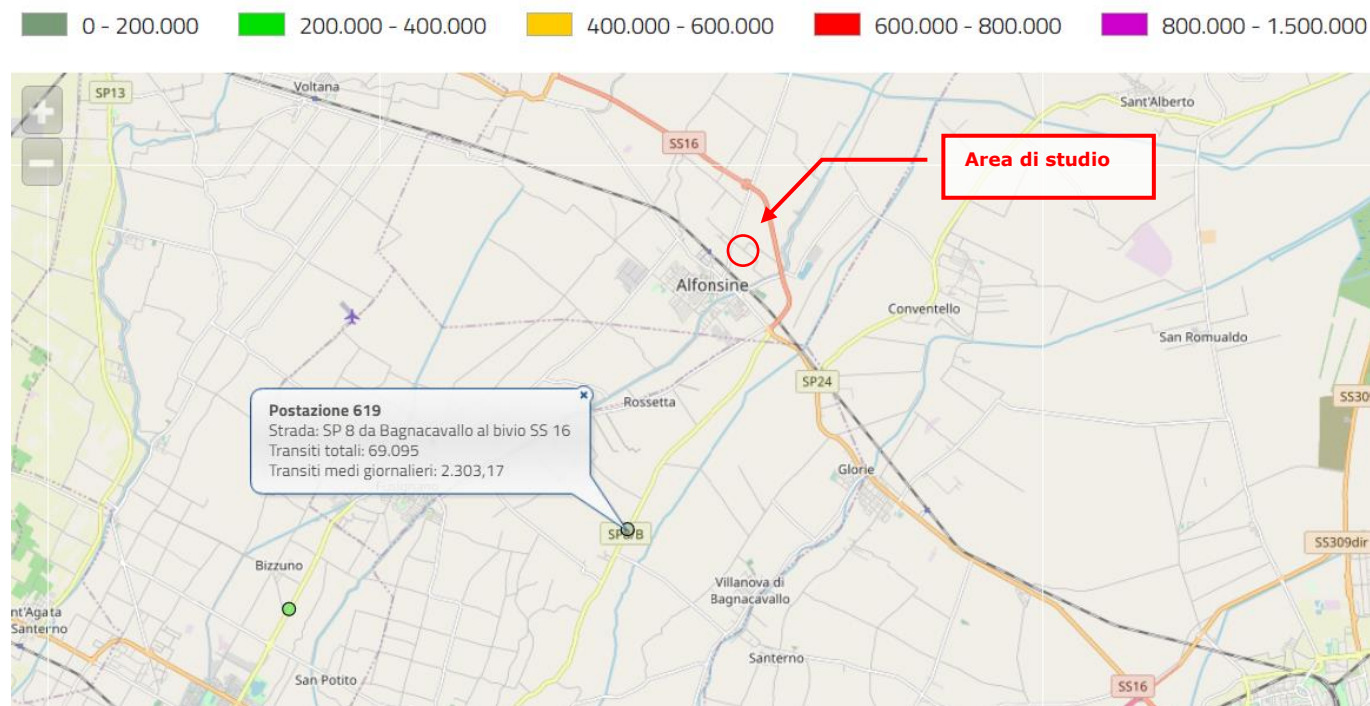 0 - 200.000
200.000 - 400.000
400.000 - 600.000
600.000 - 800.000
800.000 - 1.500.000
SP13
Voltana
Sant'Alberto
SS16
Area di studio
Alfonsine
Conventello
San Romualdo
SP24
SS30
Postazione 619
Strada: SP 8 da Bagnacavallo al bivio SS 16
Transiti totali: 69.095
Transiti medi giornalieri: 2.303,17
Rossetta
Glorie
SS309dir
Bizzuno
Villanova di
Bagnacavallo
nt'Agata
Santerno
Santerno
San Potito
SS16